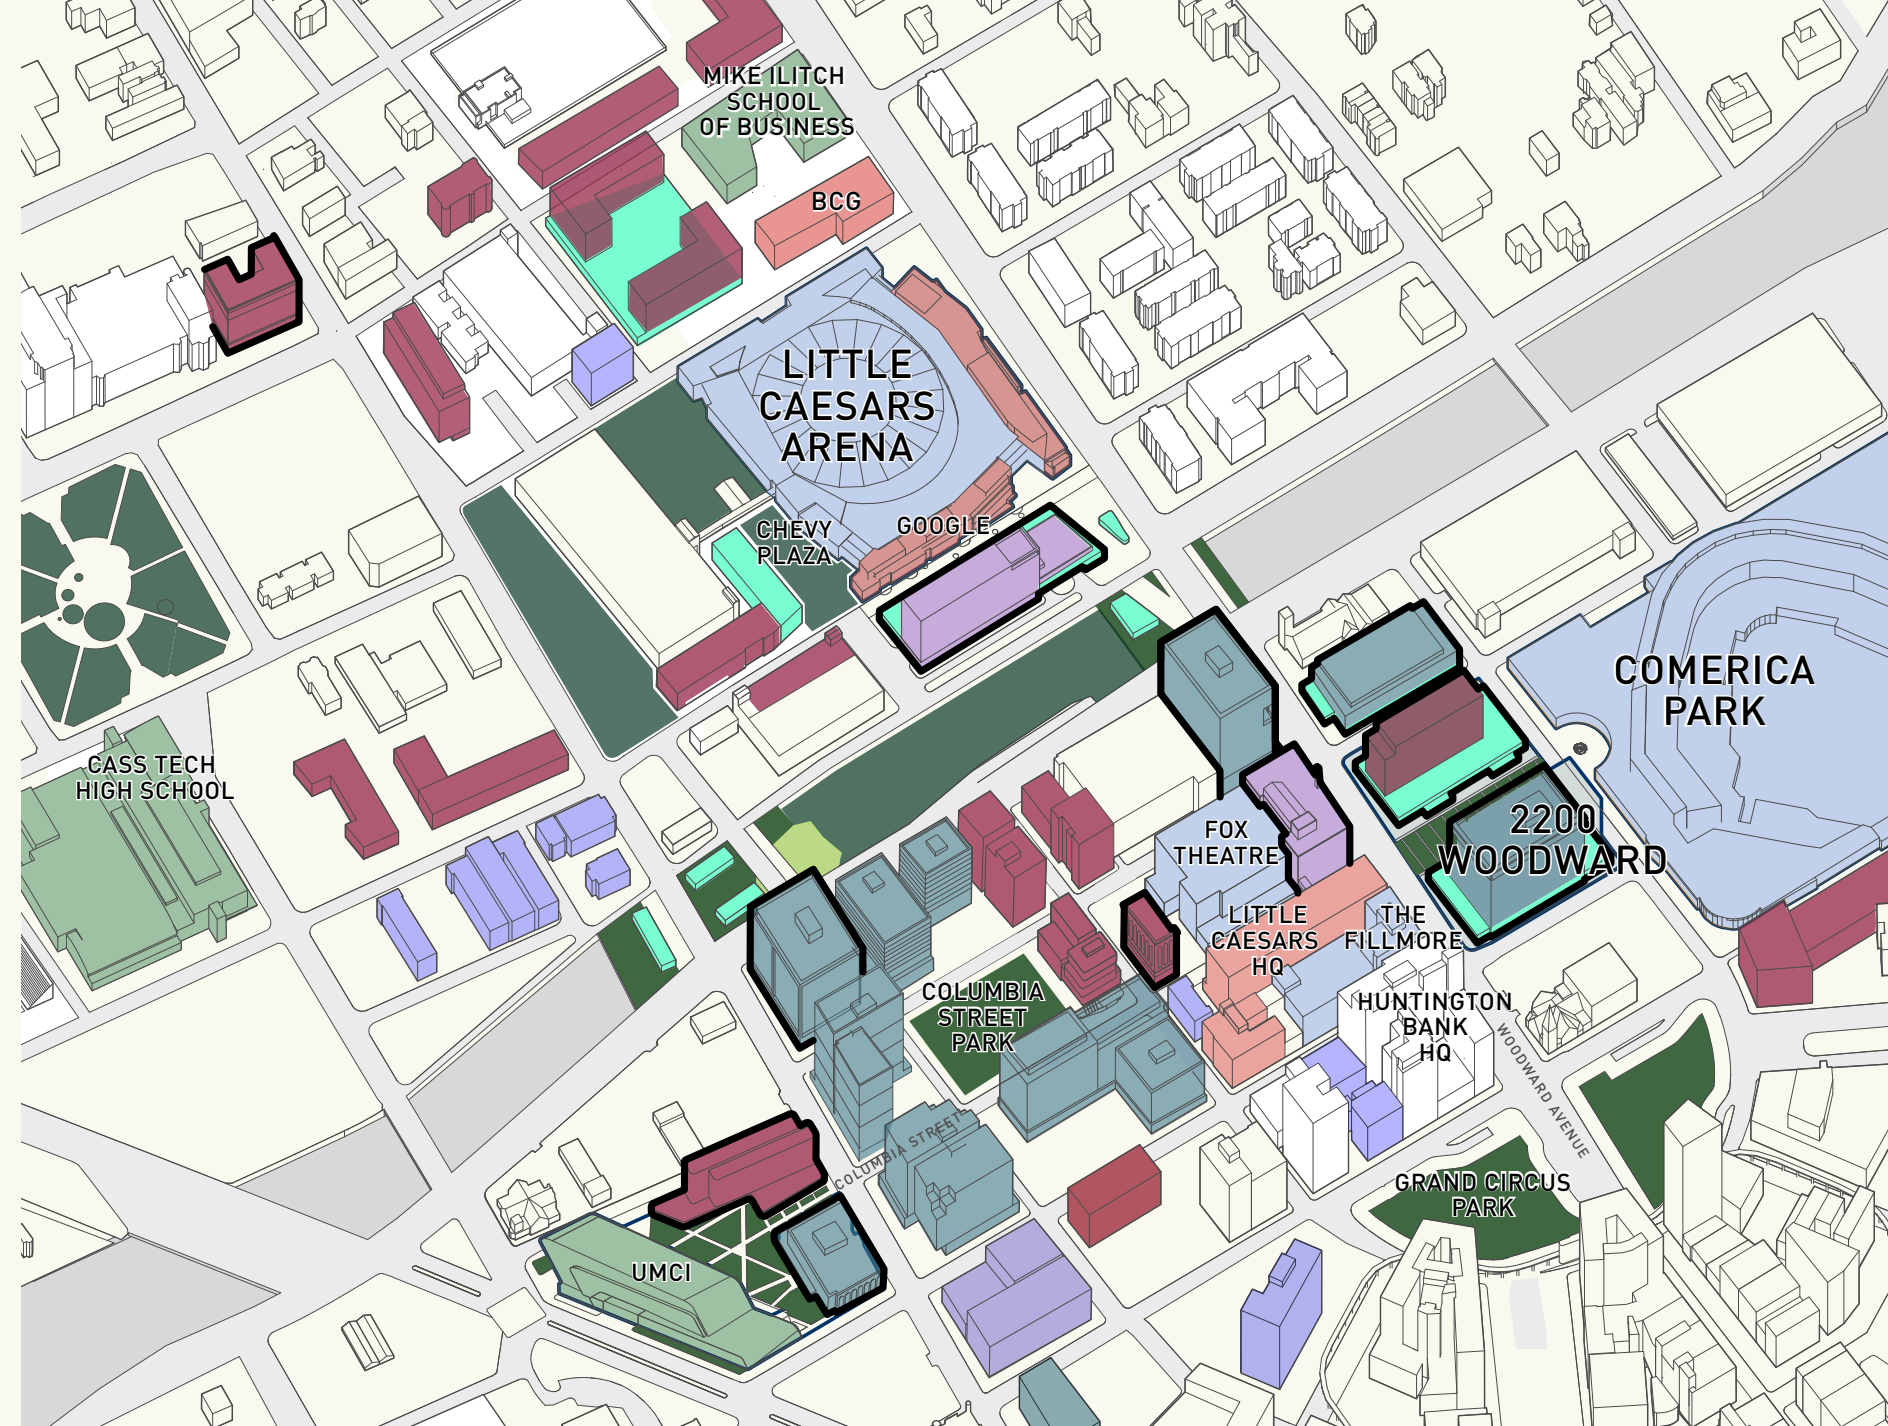 MIKE ILITCH
SCHOOL
OF BUSINESS
BCG
LITTLE
CAESARS
ARENA
CHEVY
PLAZA
GOOGLE
COMERICA
PARK
CASS TECH
HIGH SCHOOL
2200
WOODWARD
FOX
THEATRE
LITTLE
CAESARS
HQ
THE
FILLMORE
COLUMBIA
STREET
PARK
HUNTINGTON
BANK
HQ
WOODWARD AVENUE
COLUMBIA STREET
GRAND CIRCUS
PARK
UMCI